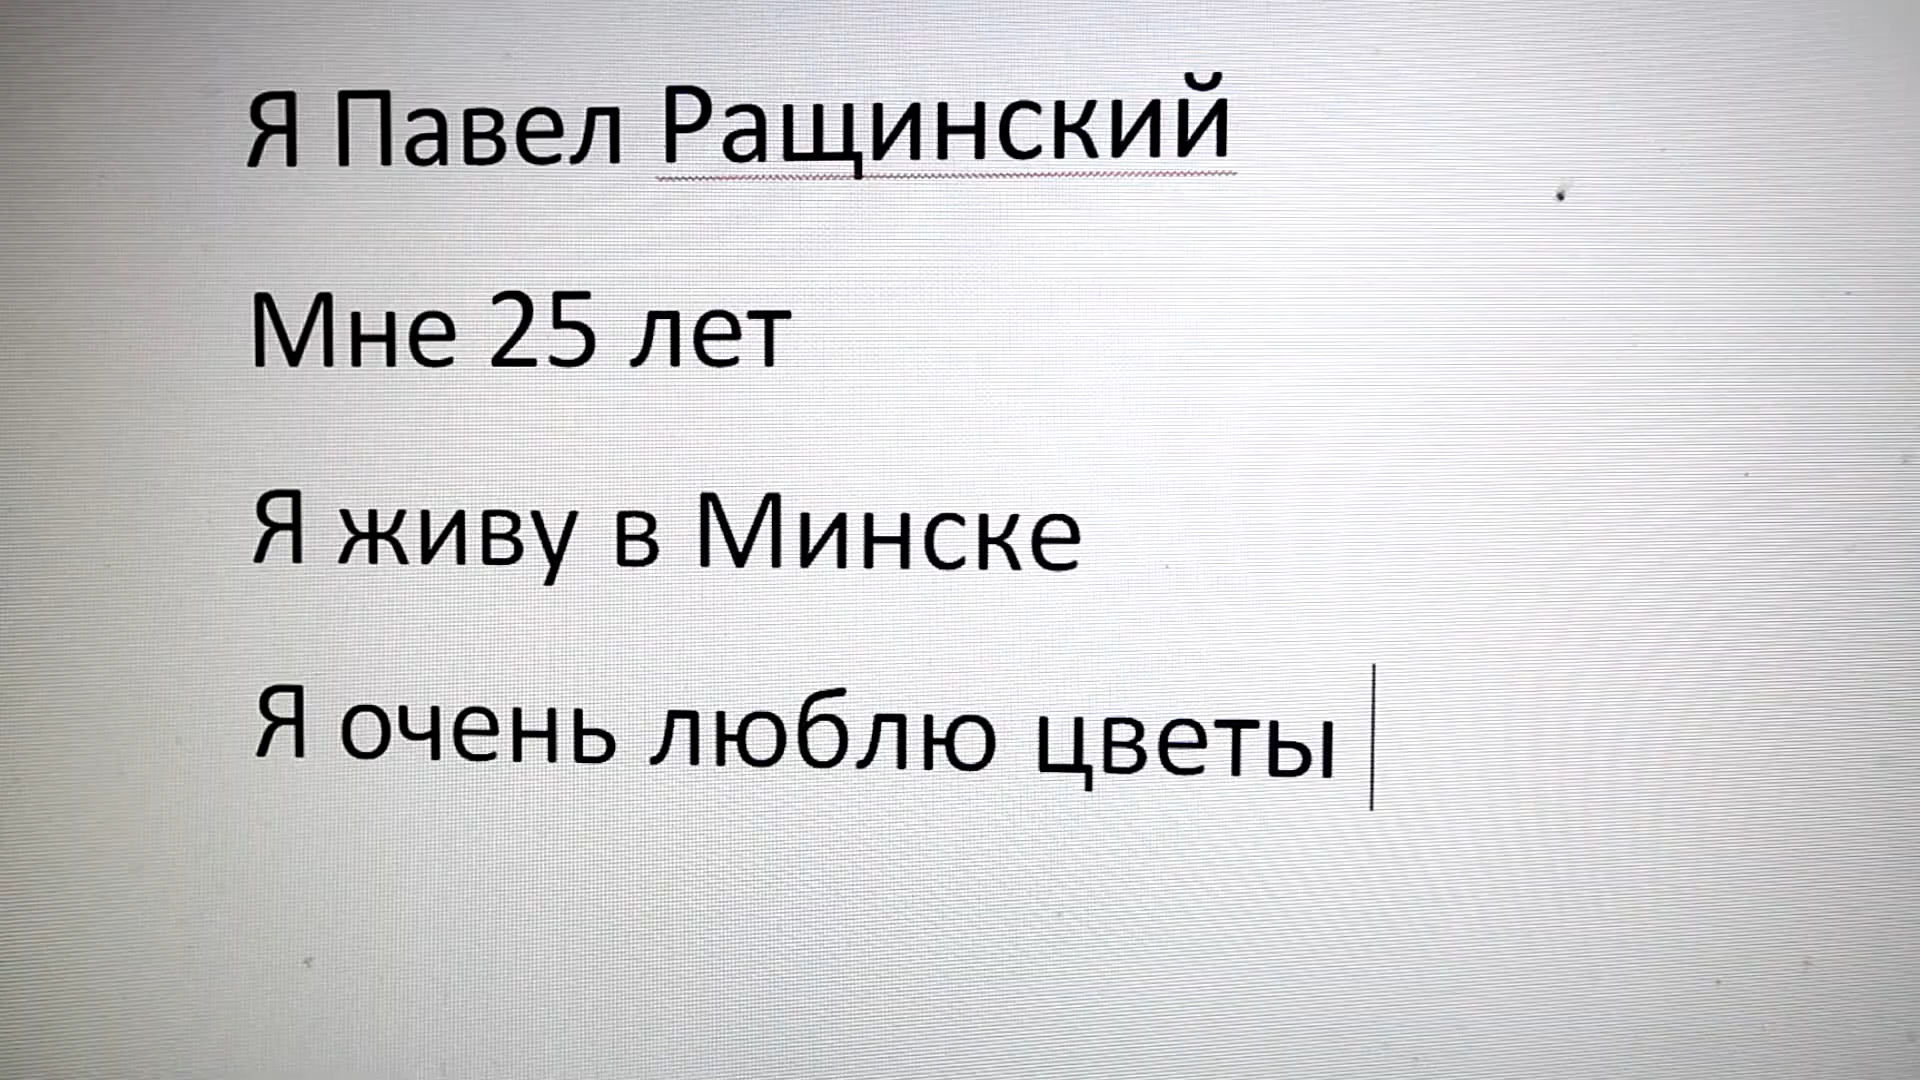 Я Павел Ращинский
Мне 25 лет
Я живу в Минске
Я очень люблю цветы